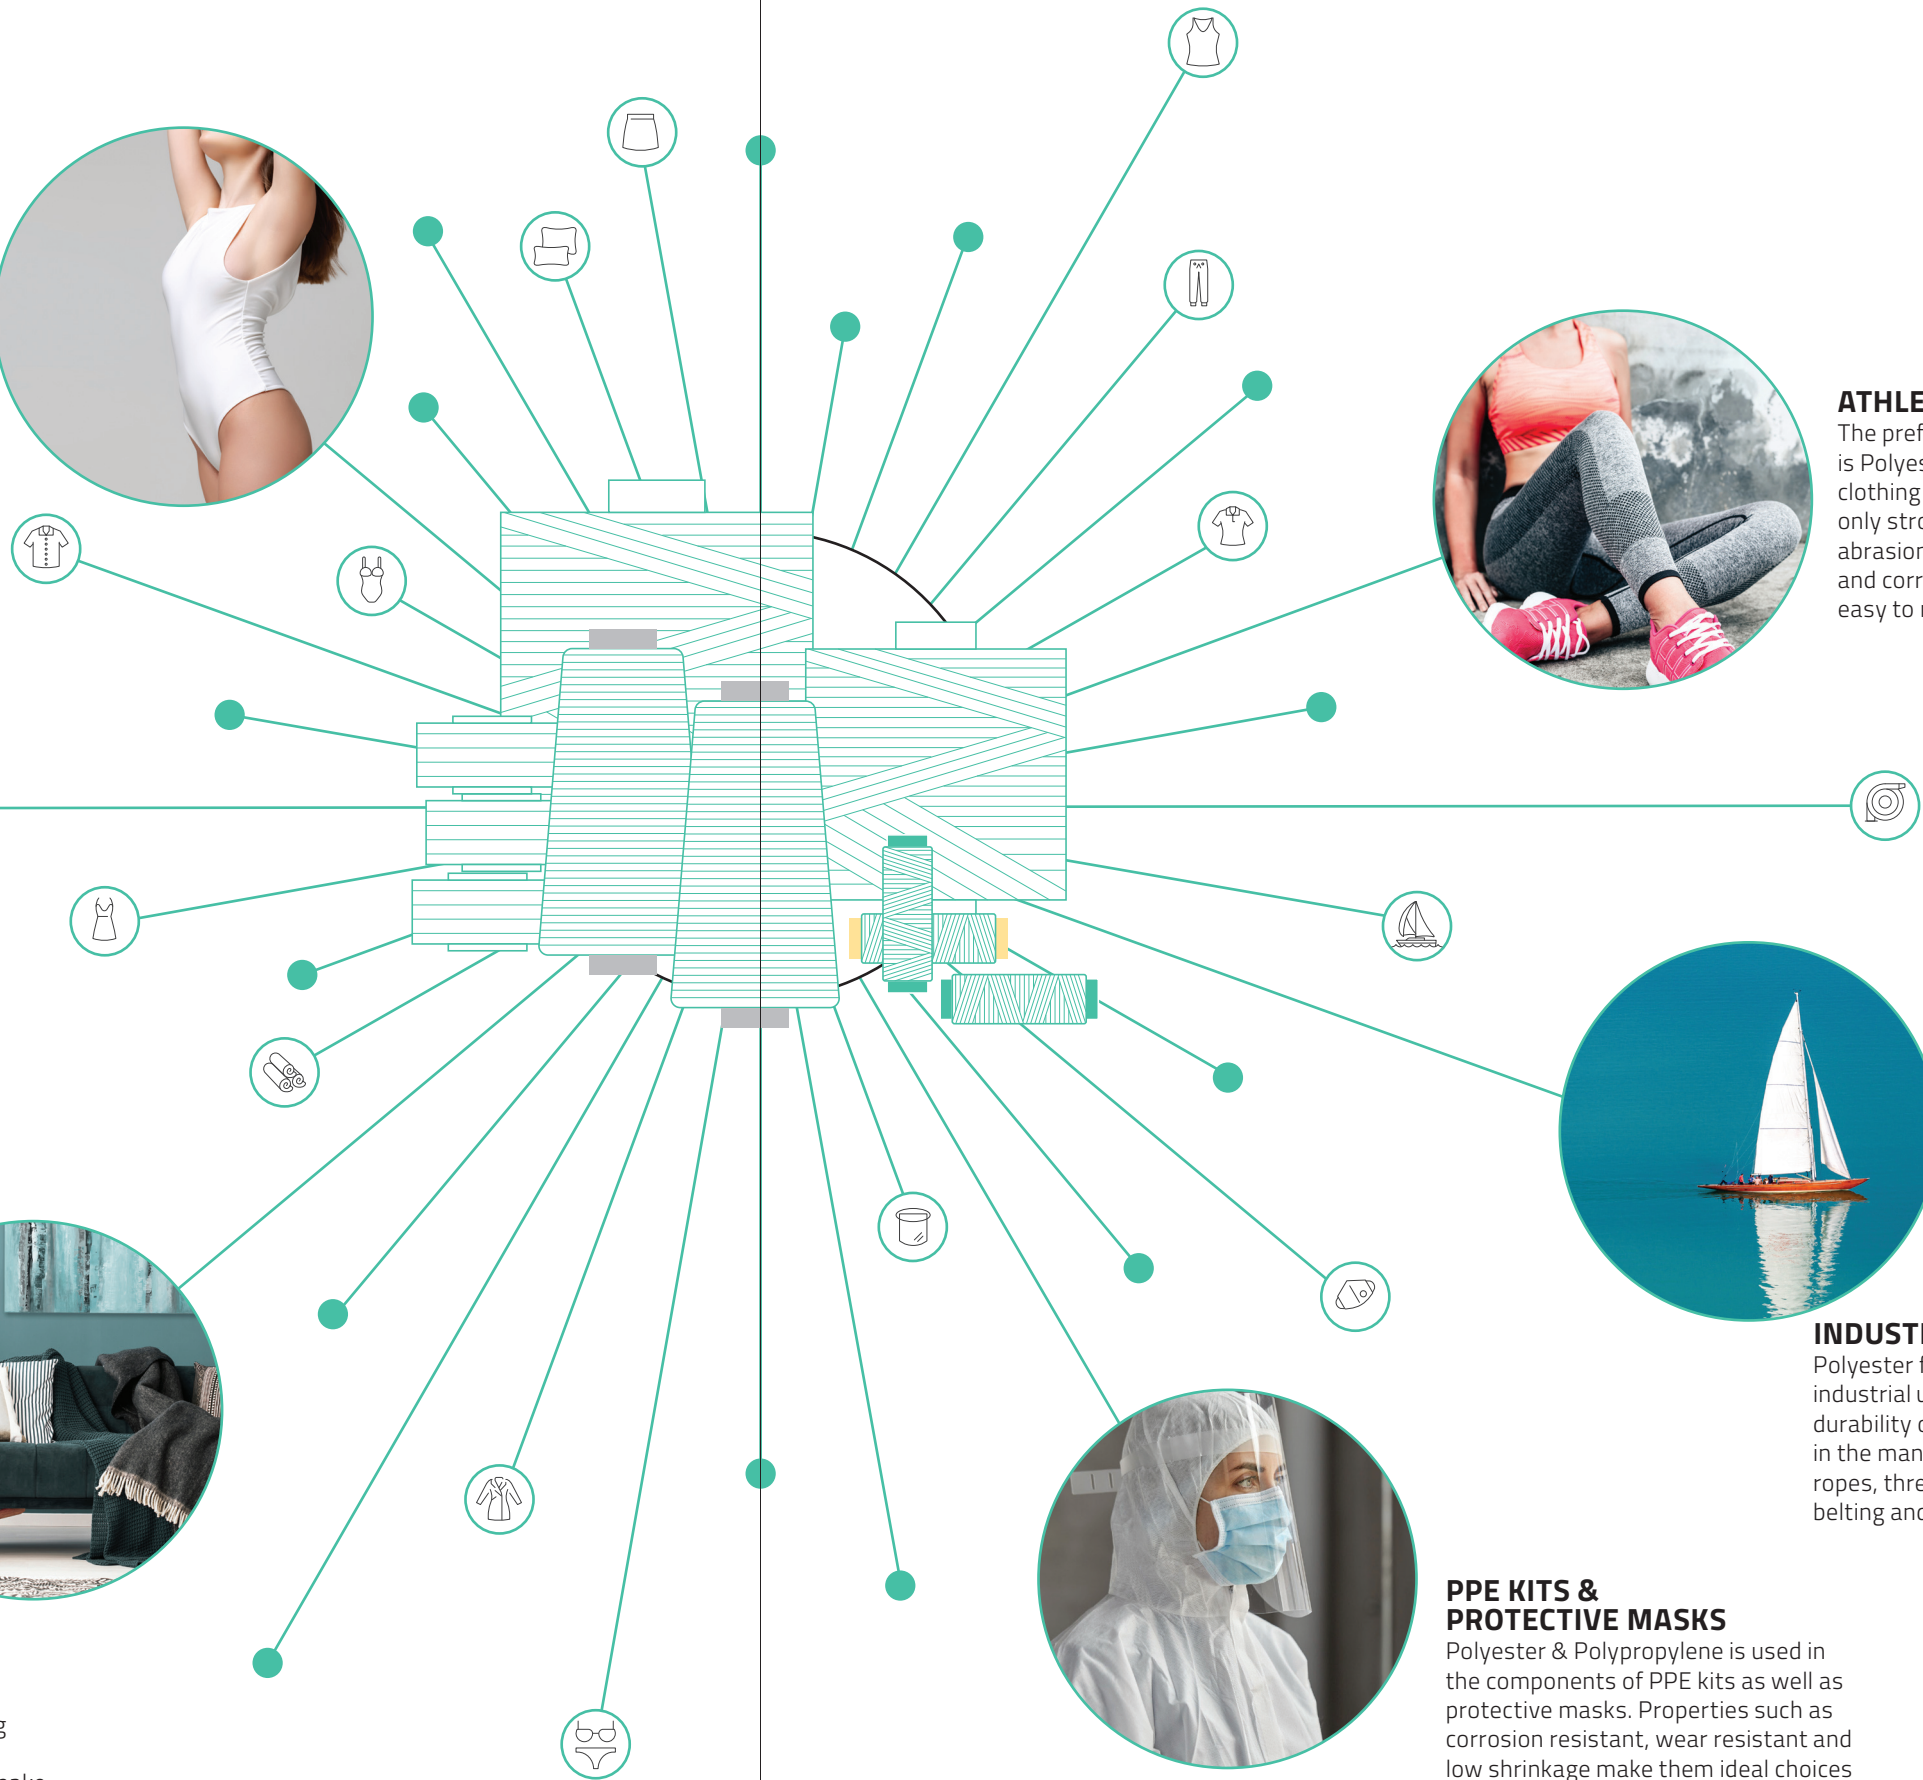 ATHLE
The pref
is Polyes
clothing
only stro
abrasion
and corr
easy to
INDUST
Polyester f
industrial u
durability o
in the man
ropes, thre
belting and
PPE KITS &
PROTECTIVE MASKS
Polyester & Polypropylene is used in
the components of PPE kits as well as
protective masks. Properties such as
corrosion resistant, wear resistant and
low shrinkage make them ideal choices
g